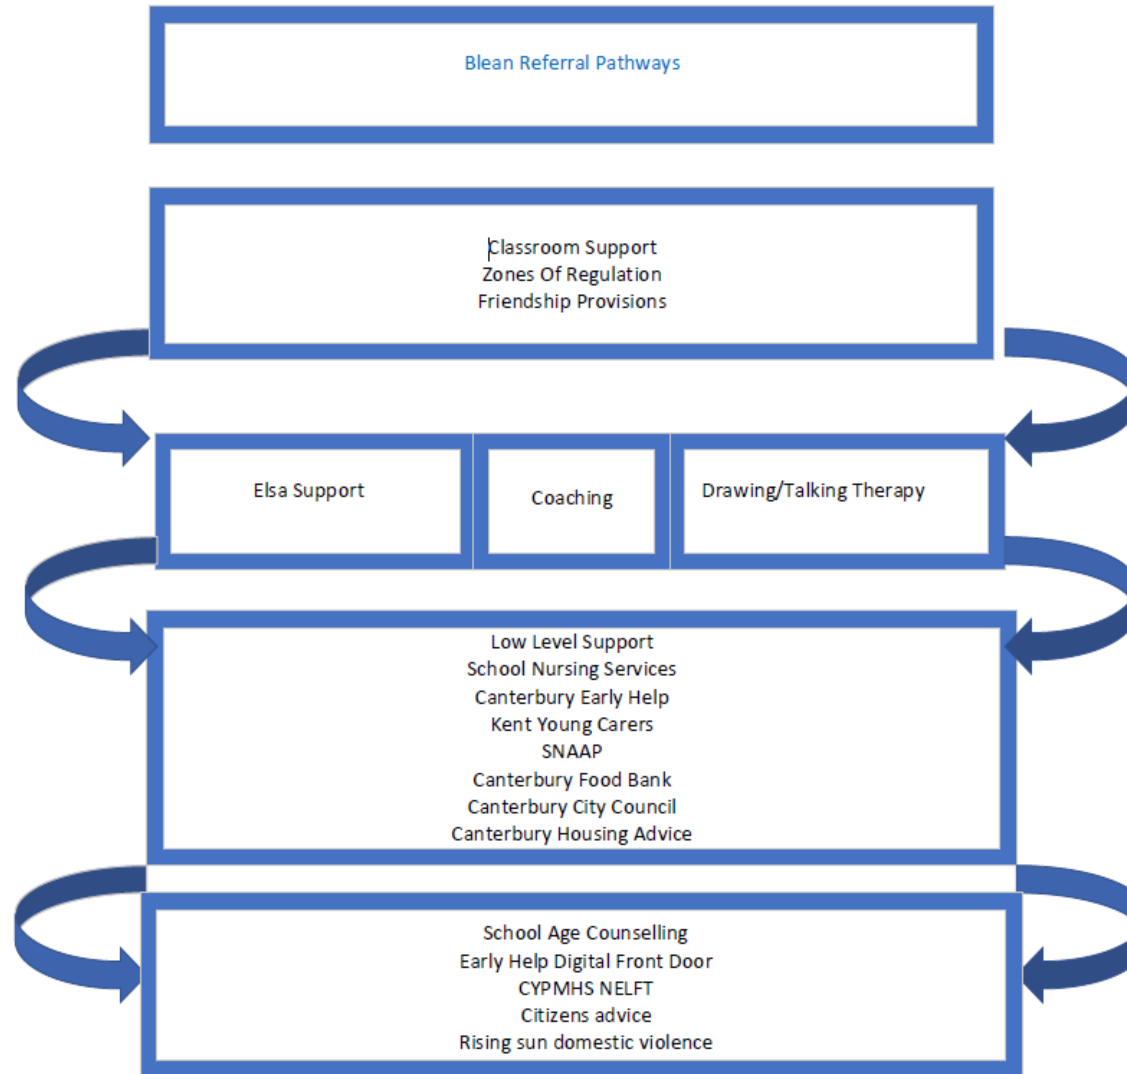 Blean Referral Pathways
Classroom Support
Zones Of Regulation
Friendship Provisions
Elsa Support
Coaching
Drawing/Talking Therapy
Low Level Support
School Nursing Services
Canterbury Early Help
Kent Young Carers
SNAAP
Canterbury Food Bank
Canterbury City Council
Canterbury Housing Advice
School Age Counselling
Early Help Digital Front Door
CYPMHS NELFT
Citizens advice
Rising sun domestic violence